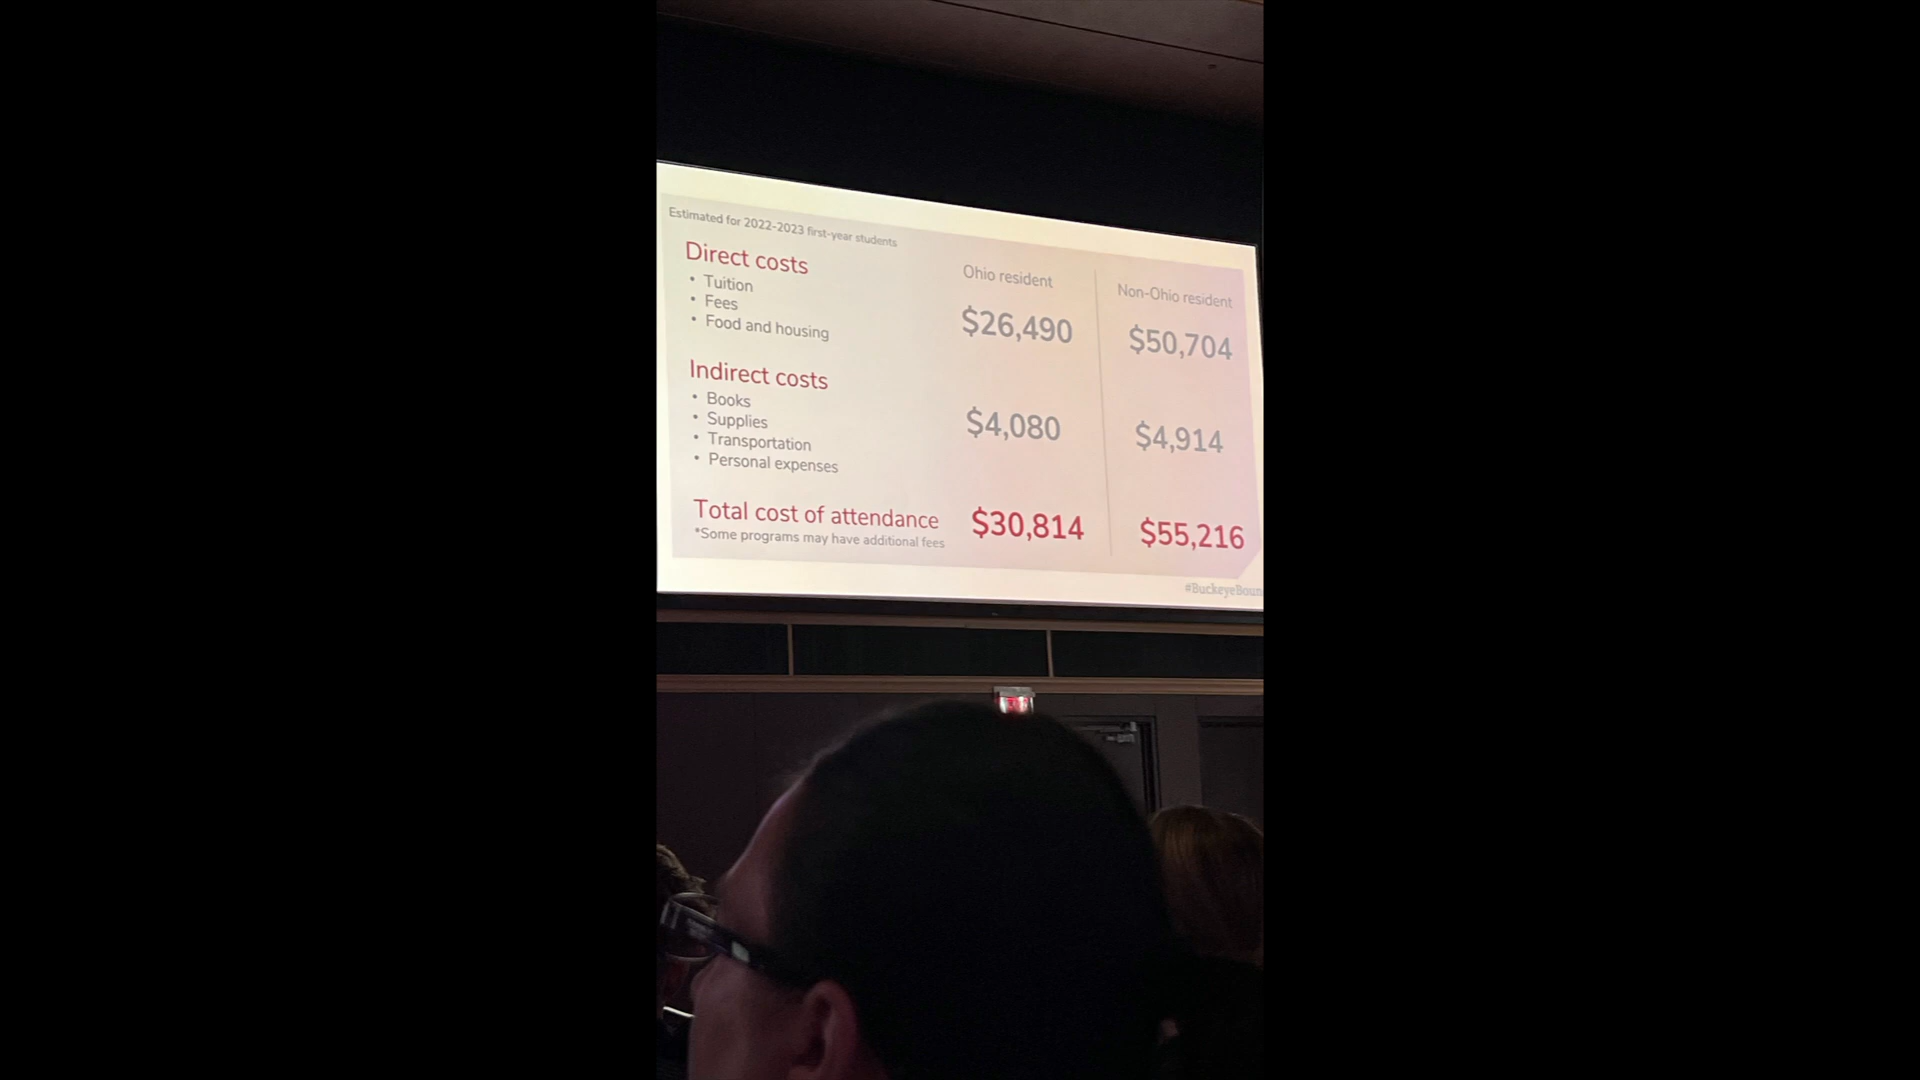 Estimated for 2022-2023 first-year students
Direct costs
• Tuition
• Fees
• Food and housing
Ohio resident
$26,490
Non-Ohio resident
$50,704
Indirect costs
• Books
• Supplies
• Transportation
• Personal expenses
$4,080
$4,914
Total cost of attendance
*Some programs may have additional fees
$30,814
$55,216
#BuckeyeBoun